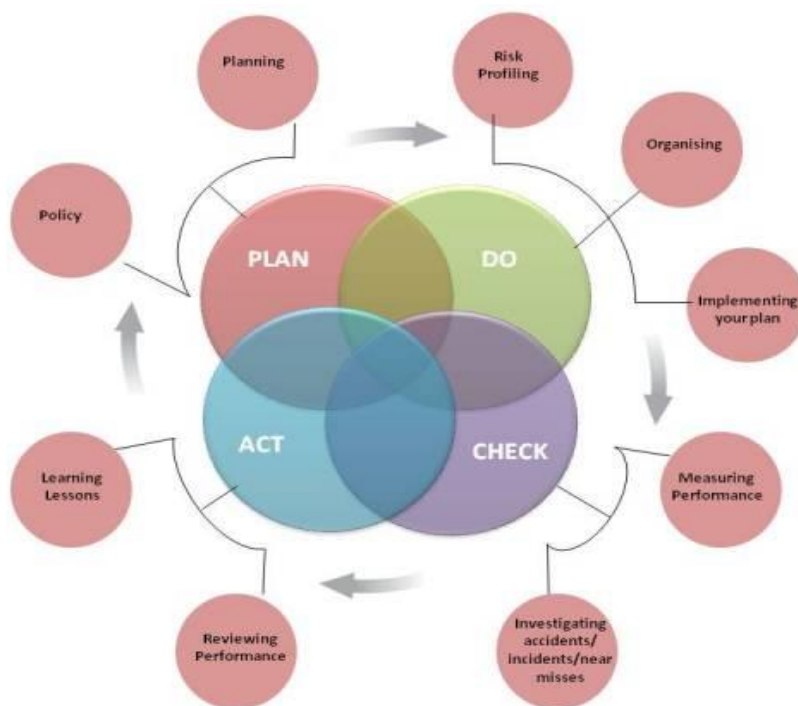 Planning
Risk
Profiling
Organising
Policy
PLAN
DO
Implementing
your plan
ACT
CHECK
Learning
Lessons
Measuring
Performance
Reviewing
Performance
Investigating
accidents/
incidents/near
misses